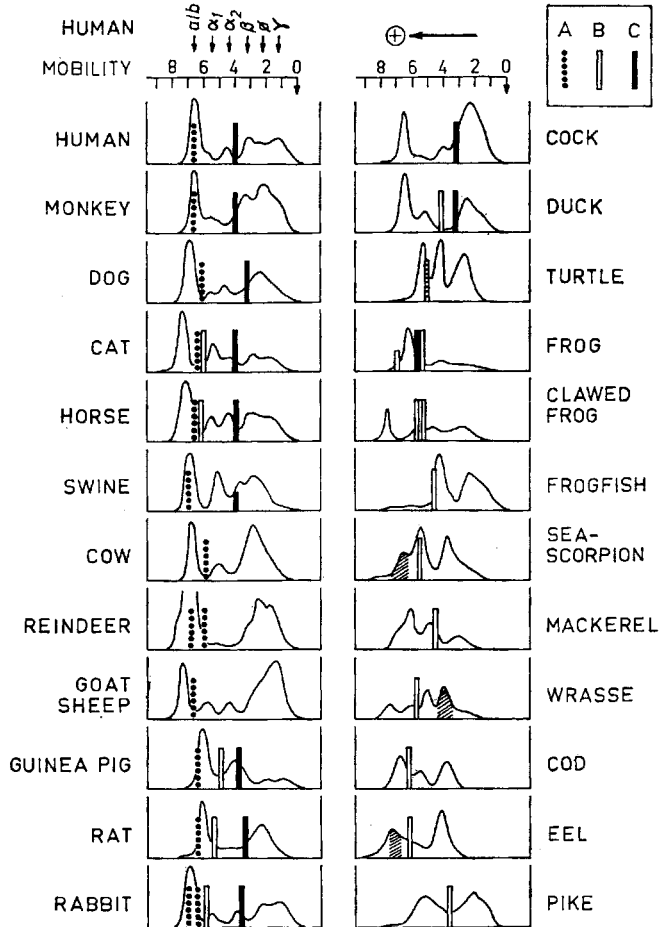 HUMAN alb α1 α2 β ø γ
⊕
MOBILITY 8 6 4 2 0
8 6 4 2 0
A B C
HUMAN
MONKEY
DOG
CAT
HORSE
SWINE
COW
REINDEER
GOAT
SHEEP
GUINEA PIG
RAT
RABBIT
COCK
DUCK
TURTLE
FROG
CLAWED
FROG
FROGFISH
SEA-
SCORPION
MACKEREL
WRASSE
COD
EEL
PIKE